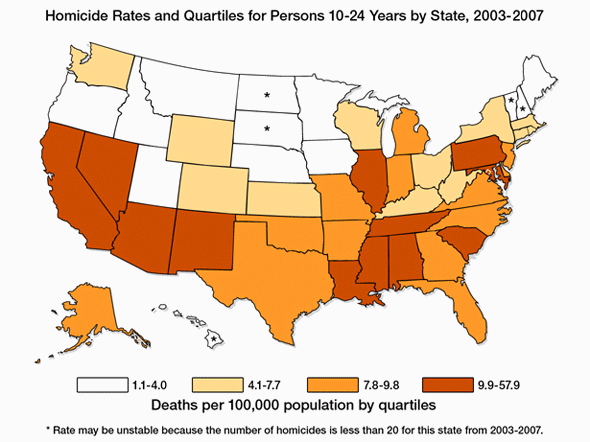 Homicide Rates and Quartiles for Persons 10-24 Years by State, 2003-2007
*
*
*
*
*
1.1-4.0 4.1-7.7 7.8-9.8 9.9-57.9
Deaths per 100,000 population by quartiles
* Rate may be unstable because the number of homicides is less than 20 for this state from 2003-2007.